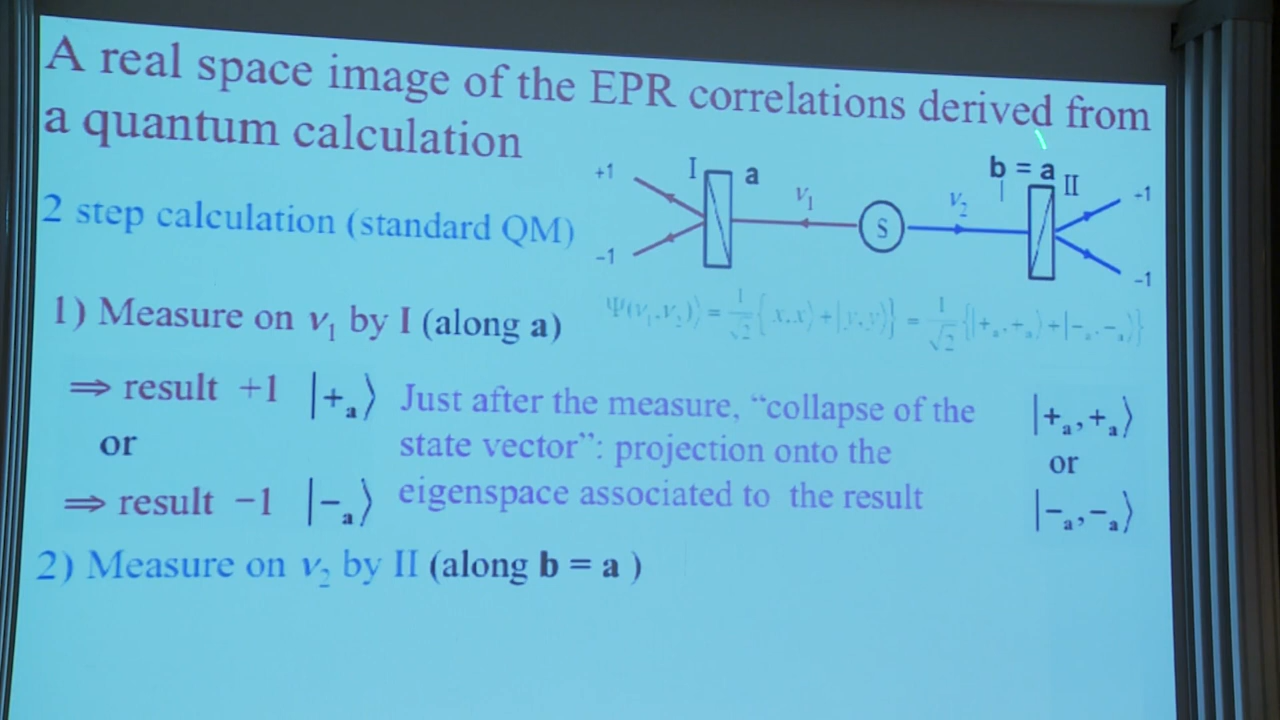 A real space image of the EPR correlations derived from
a quantum calculation
2 step calculation (standard QM)
+1 I a ν₁ S ν₂ b = a II -1
-1 -1
1) Measure on ν₁ by I (along a)
Ψ(ν₁,ν₂)⟩ = 1/√2 { x,x⟩+|y,y⟩} = 1/√2 {|+ₐ,+ₐ⟩+|−ₐ,−ₐ⟩}
⇒ result +1 |+ₐ⟩ Just after the measure, “collapse of the |+ₐ,+ₐ⟩
or state vector”: projection onto the or
⇒ result −1 |−ₐ⟩ eigenspace associated to the result |−ₐ,−ₐ⟩
2) Measure on ν₂ by II (along b = a )